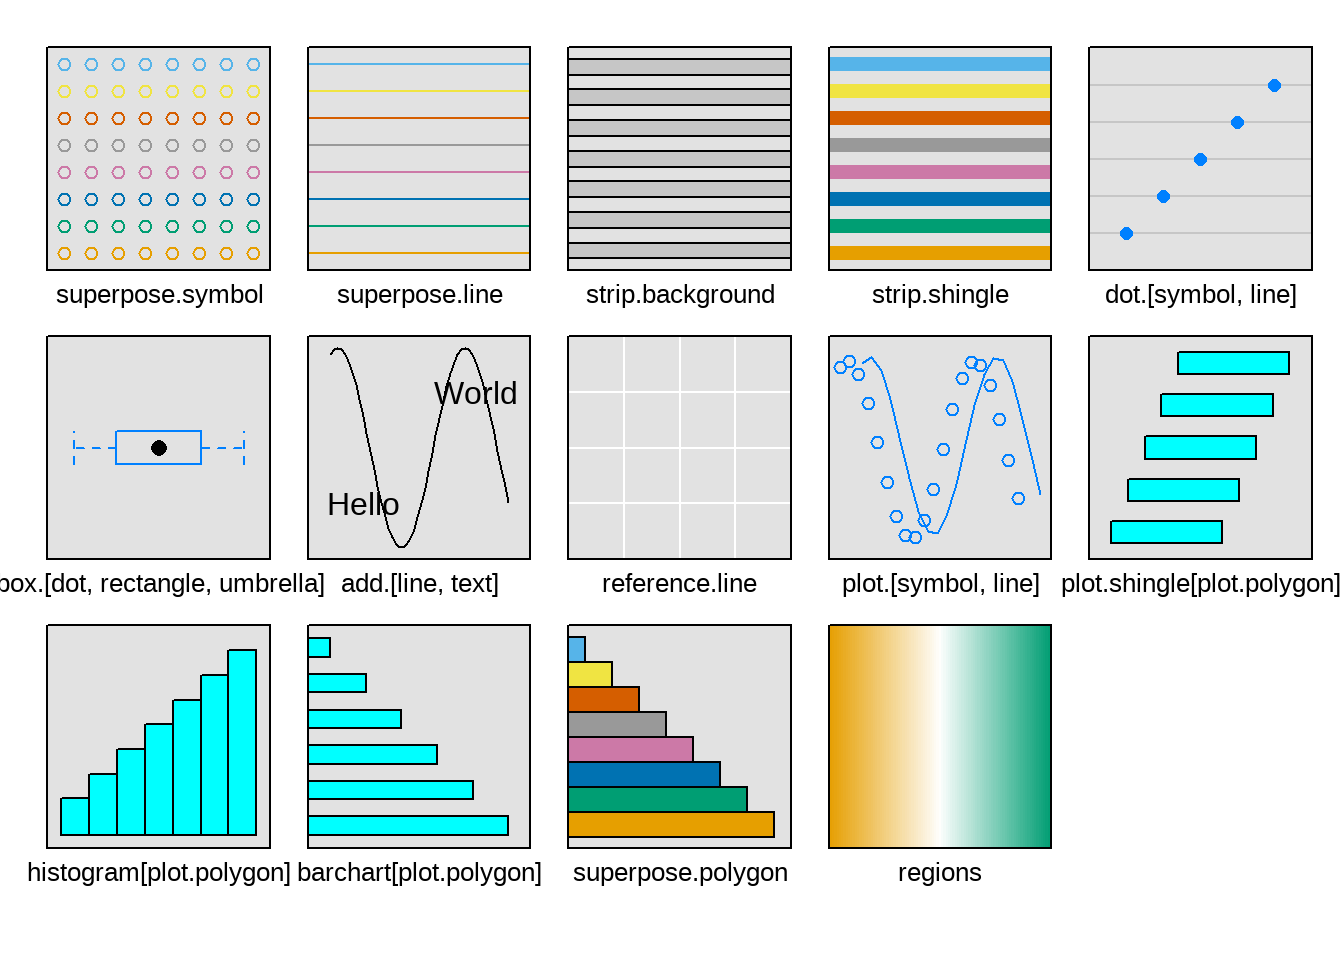 superpose.symbol
superpose.line
strip.background
strip.shingle
dot.[symbol, line]
World
Hello
box.[dot, rectangle, umbrella]
add.[line, text]
reference.line
plot.[symbol, line]
plot.shingle[plot.polygon]
histogram[plot.polygon]
barchart[plot.polygon]
superpose.polygon
regions